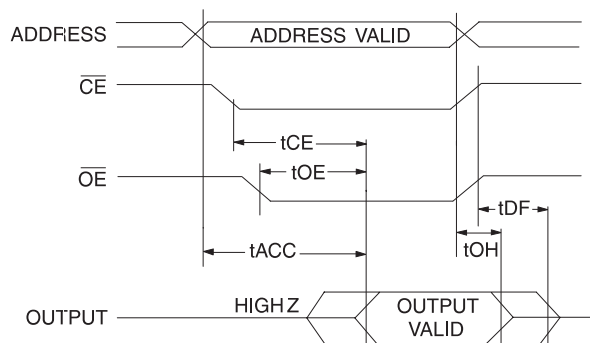 ADDRESS ADDRESS VALID
CE
tCE
OE
tOE
tDF
tACC
tOH
OUTPUT HIGH Z OUTPUT
VALID